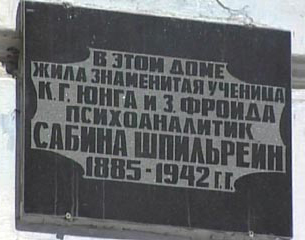 В ЭТОМ ДОМЕ
ЖИЛА ЗНАМЕНИТАЯ УЧЕНИЦА
К.Г. ЮНГА И З. ФРОЙДА
ПСИХОАНАЛИТИК
САБИНА ШПИЛЬРЕЙН
1885-1942 Г.Г.